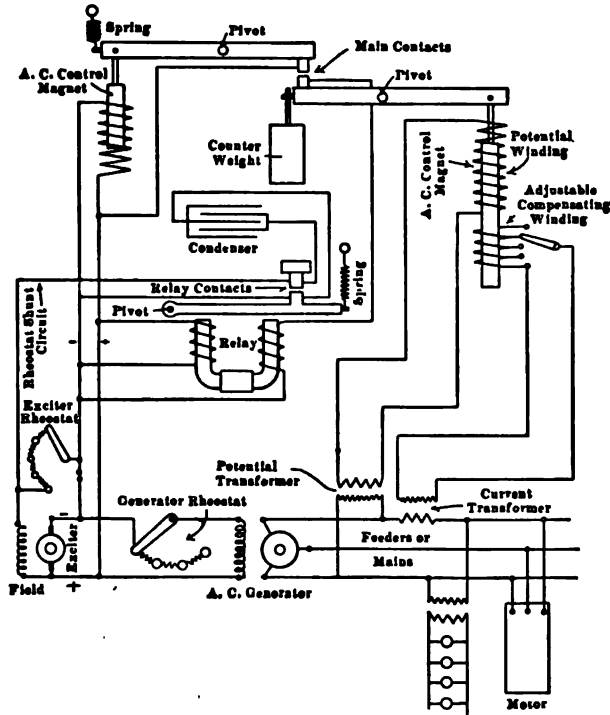 Spring
Pivot
Main Contacts
A. C. Control
Magnet
Pivot
Counter
Weight
A. C. Control
Magnet
Potential
Winding
Adjustable
Compensating
Winding
Condenser
Relay Contacts
Spring
Pivot
Relay
Rheostat Shunt
Circuit
- +
Exciter
Rheostat
Potential
Transformer
Generator Rheostat
Current
Transformer
-
Exciter
Feeders or
Mains
Field
+
A. C. Generator
Motor